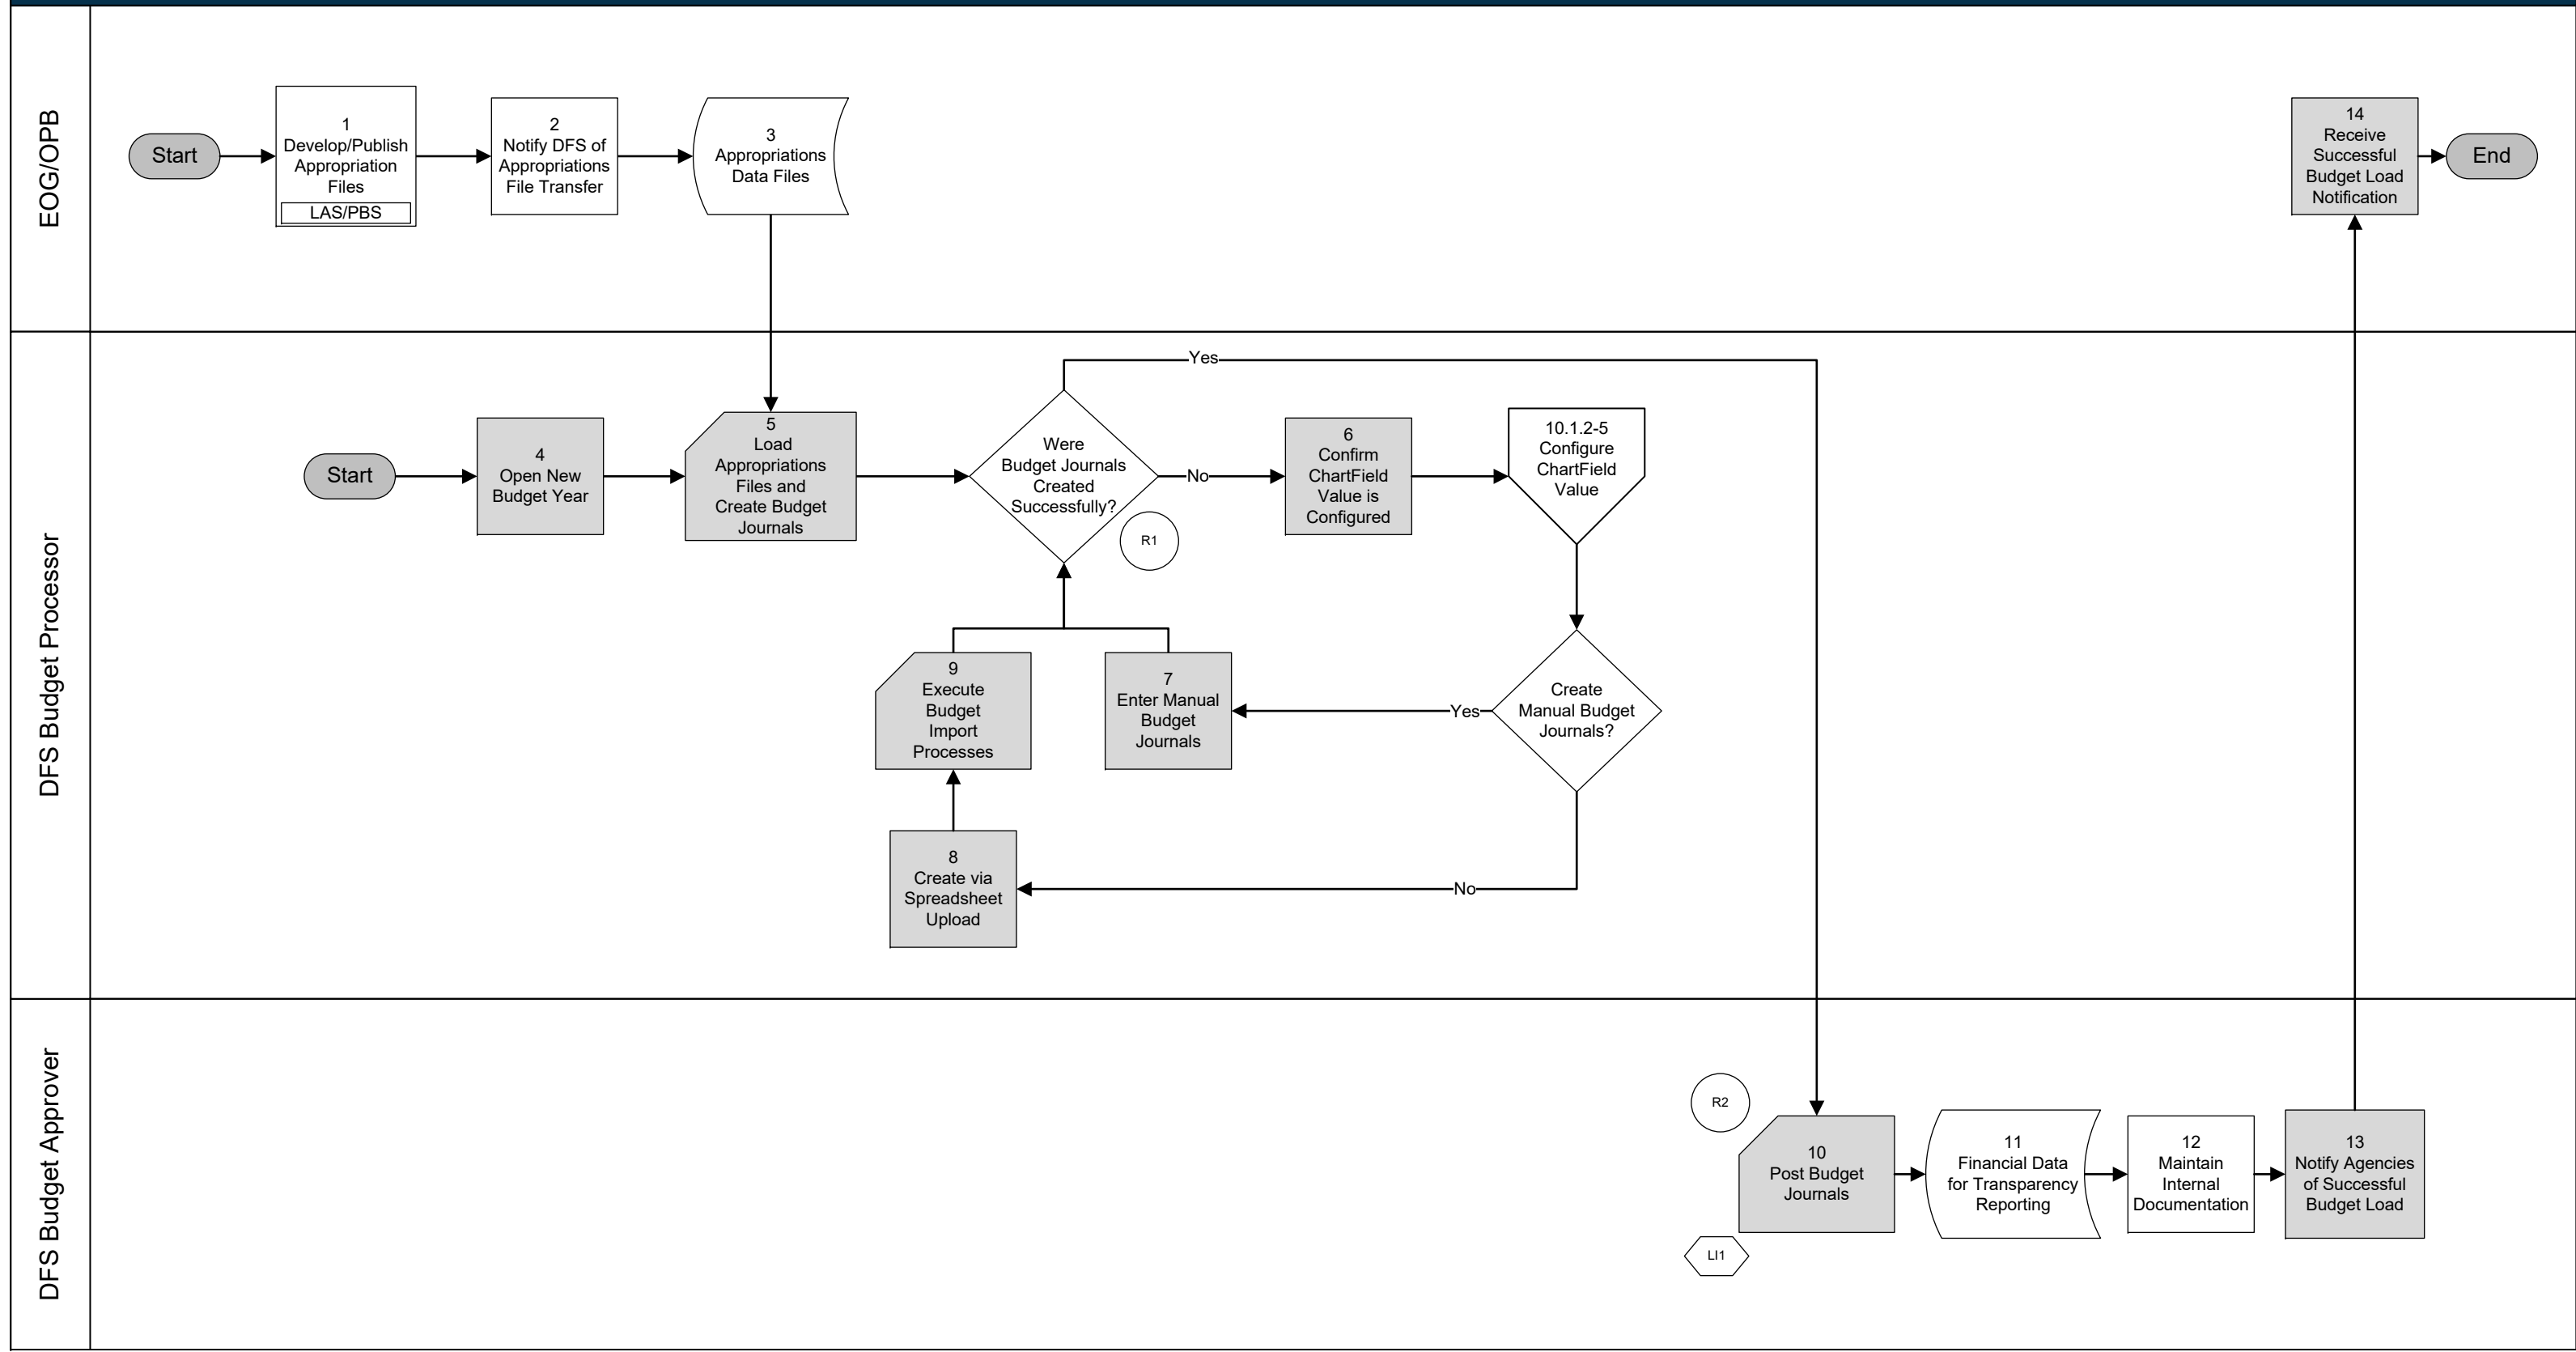 EOG/OPB
Start
1
Develop/Publish
Appropriation
Files
LAS/PBS
2
Notify DFS of
Appropriations
File Transfer
3
Appropriations
Data Files
14
Receive
Successful
Budget Load
Notification
End
DFS Budget Processor
Start
4
Open New
Budget Year
5
Load
Appropriations
Files and
Create Budget
Journals
Were
Budget Journals
Created
Successfully?
R1
Yes
No
6
Confirm
ChartField
Value is
Configured
10.1.2-5
Configure
ChartField
Value
Create
Manual Budget
Journals?
Yes
No
7
Enter Manual
Budget
Journals
9
Execute
Budget
Import
Processes
8
Create via
Spreadsheet
Upload
DFS Budget Approver
R2
10
Post Budget
Journals
LI1
11
Financial Data
for Transparency
Reporting
12
Maintain
Internal
Documentation
13
Notify Agencies
of Successful
Budget Load